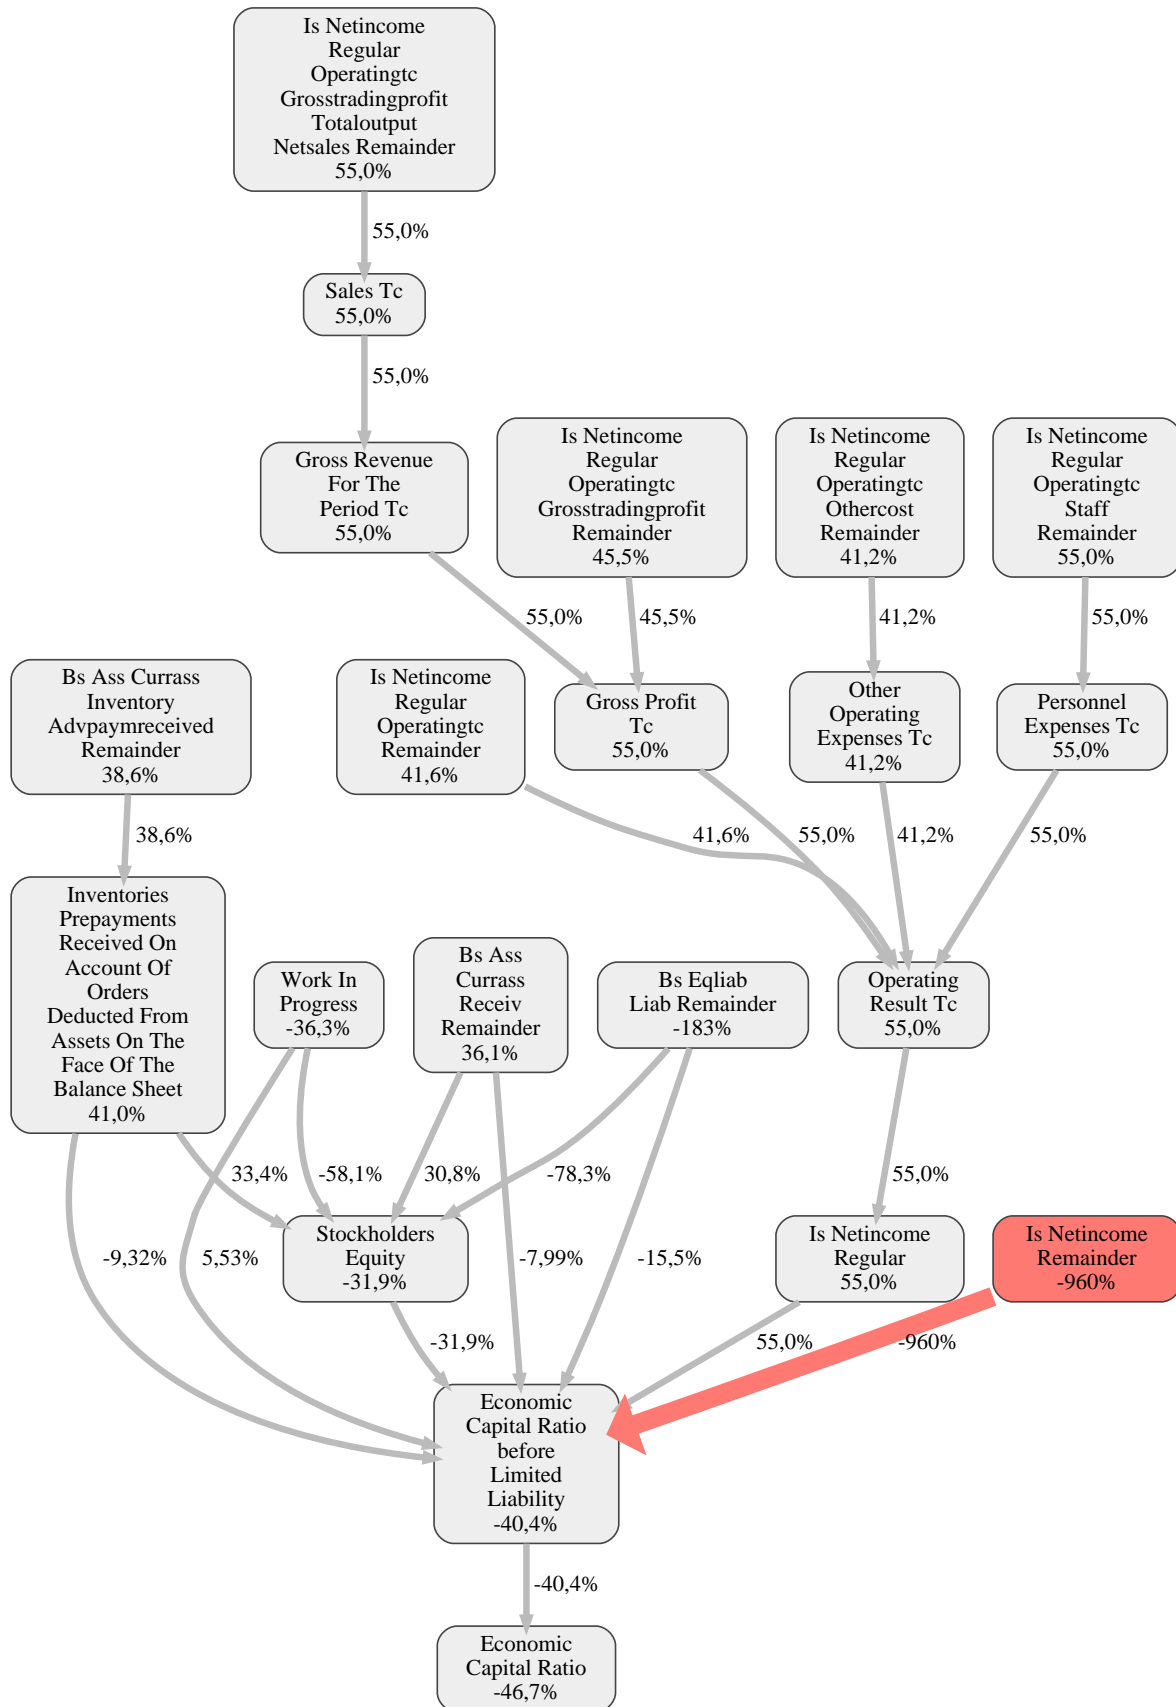 Is Netincome
Regular
Operatingtc
Grosstradingprofit
Totaloutput
Netsales Remainder
55,0%
55,0%
Sales Tc
55,0%
55,0%
Gross Revenue
For The
Period Tc
55,0%
Is Netincome
Regular
Operatingtc
Grosstradingprofit
Remainder
45,5%
Is Netincome
Regular
Operatingtc
Othercost
Remainder
41,2%
Is Netincome
Regular
Operatingtc
Staff
Remainder
55,0%
55,0%
45,5%
41,2%
55,0%
Bs Ass Currass
Inventory
Advpaymreceived
Remainder
38,6%
Is Netincome
Regular
Operatingtc
Remainder
41,6%
Gross Profit
Tc
55,0%
Other
Operating
Expenses Tc
41,2%
Personnel
Expenses Tc
55,0%
38,6%
41,6%
55,0%
41,2%
55,0%
Inventories
Prepayments
Received On
Account Of
Orders
Deducted From
Assets On The
Face Of The
Balance Sheet
41,0%
Work In
Progress
-36,3%
Bs Ass
Currass
Receiv
Remainder
36,1%
Bs Eqliab
Liab Remainder
-183%
Operating
Result Tc
55,0%
33,4%
-58,1%
30,8%
-78,3%
55,0%
-9,32%
5,53%
Stockholders
Equity
-31,9%
-7,99%
-15,5%
Is Netincome
Regular
55,0%
Is Netincome
Remainder
-960%
-31,9%
55,0%
-960%
Economic
Capital Ratio
before
Limited
Liability
-40,4%
-40,4%
Economic
Capital Ratio
-46,7%